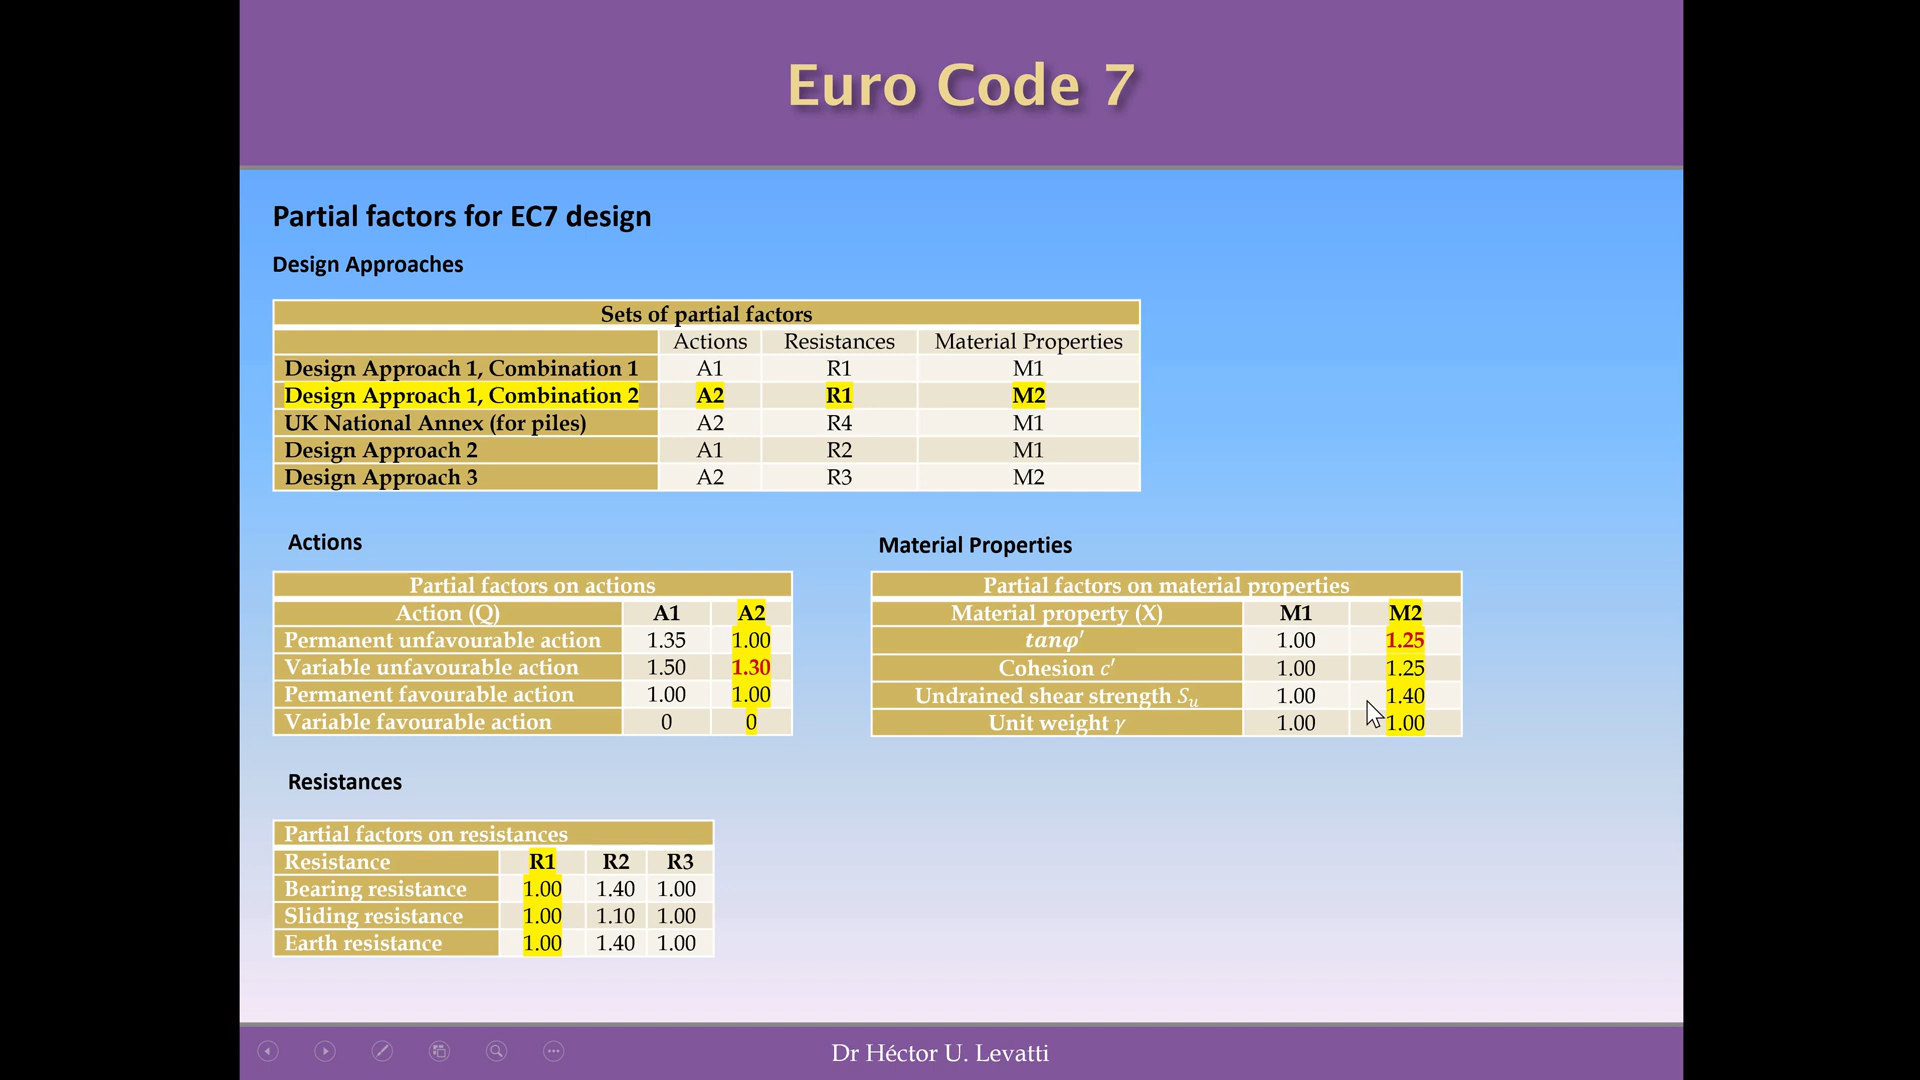 Euro Code 7
Partial factors for EC7 design
Design Approaches
Sets of partial factors
Actions Resistances Material Properties
Design Approach 1, Combination 1 A1 R1 M1
Design Approach 1, Combination 2 A2 R1 M2
UK National Annex (for piles) A2 R4 M1
Design Approach 2 A1 R2 M1
Design Approach 3 A2 R3 M2
Actions
Partial factors on actions
Action (Q) A1 A2
Permanent unfavourable action 1.35 1.00
Variable unfavourable action 1.50 1.30
Permanent favourable action 1.00 1.00
Variable favourable action 0 0
Material Properties
Partial factors on material properties
Material property (X) M1 M2
tanφ′ 1.00 1.25
Cohesion c′ 1.00 1.25
Undrained shear strength Su 1.00 1.40
Unit weight γ 1.00 1.00
Resistances
Partial factors on resistances
Resistance R1 R2 R3
Bearing resistance 1.00 1.40 1.00
Sliding resistance 1.00 1.10 1.00
Earth resistance 1.00 1.40 1.00
Dr Héctor U. Levatti